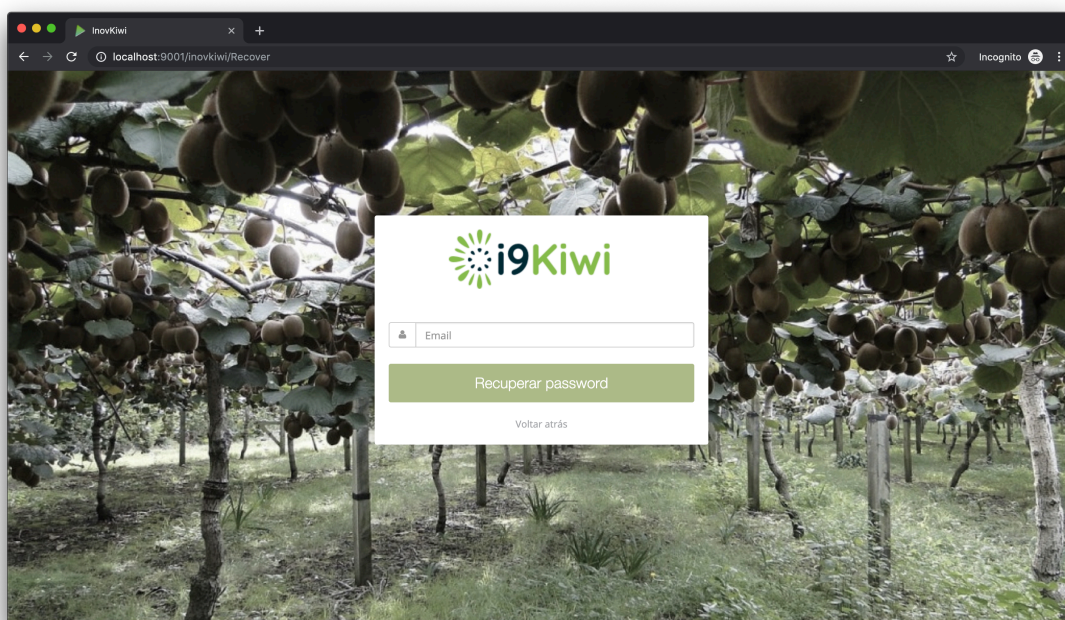 InovKiwi
localhost:9001/inovkiwi/Recover
Incognito
i9Kiwi
Email
Recuperar password
Voltar atrás